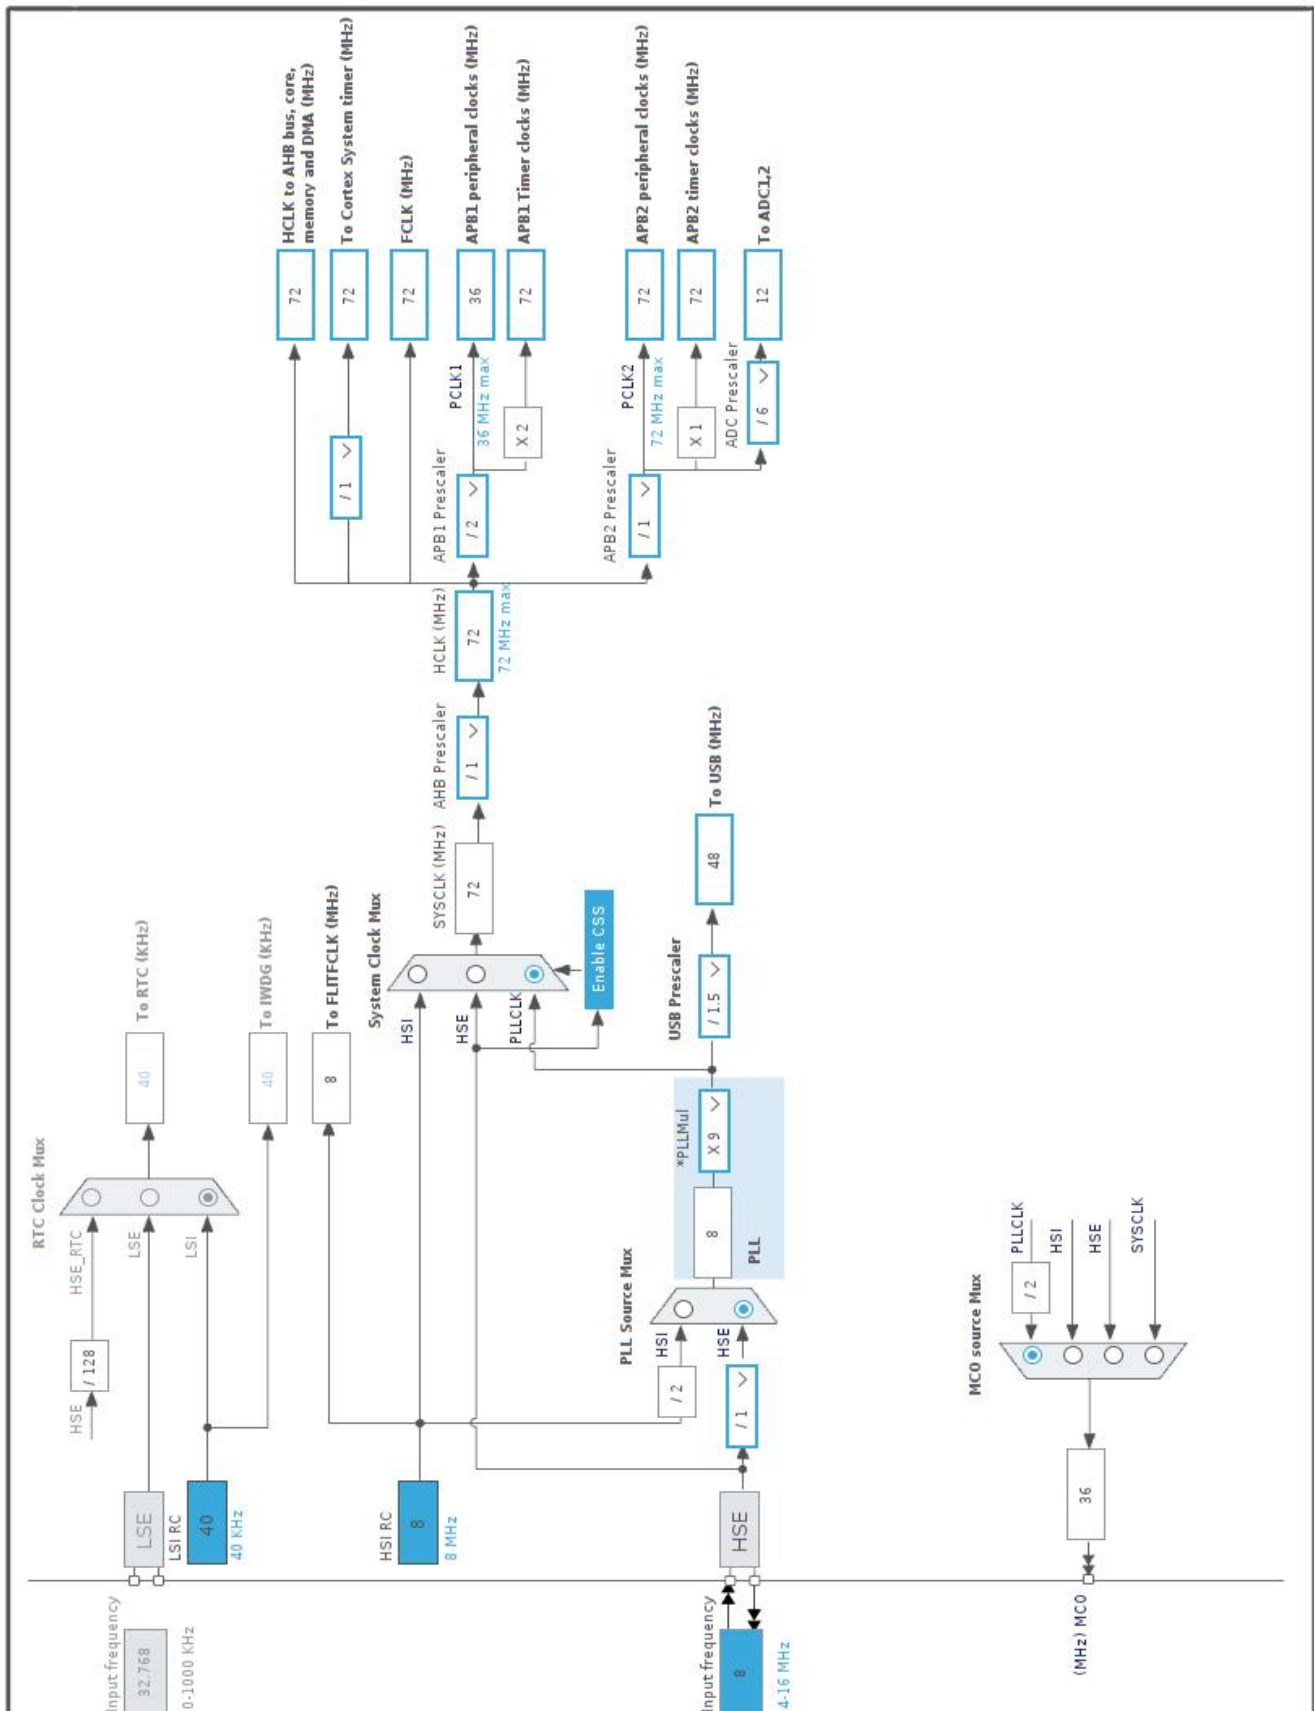 RTC Clock Mux
HSE
/ 128
HSE_RTC
Input frequency
32.768
0-1000 KHz
LSE
LSE
40
To RTC (KHz)
LSI RC
40
40 KHz
LSI
40
To IWDG (KHz)
8
To FLITFCLK (MHz)
HSI RC
8
8 MHz
System Clock Mux
HSI
HSE
PLLCLK
Enable CSS
SYSCLK (MHz)
72
AHB Prescaler
/ 1
HCLK (MHz)
72
72 MHz max
72
HCLK to AHB bus, core,
memory and DMA (MHz)
/ 1
72
To Cortex System timer (MHz)
72
FCLK (MHz)
APB1 Prescaler
/ 2
PCLK1
36 MHz max
36
APB1 peripheral clocks (MHz)
X 2
72
APB1 Timer clocks (MHz)
APB2 Prescaler
/ 1
PCLK2
72 MHz max
72
APB2 peripheral clocks (MHz)
X 1
72
APB2 timer clocks (MHz)
ADC Prescaler
/ 6
12
To ADC1,2
PLL Source Mux
/ 2
HSI
Input frequency
8
4-16 MHz
HSE
/ 1
HSE
8
*PLLMul
X 9
PLL
USB Prescaler
/ 1.5
48
To USB (MHz)
MCO source Mux
(MHz) MCO
36
/ 2
PLLCLK
HSI
HSE
SYSCLK